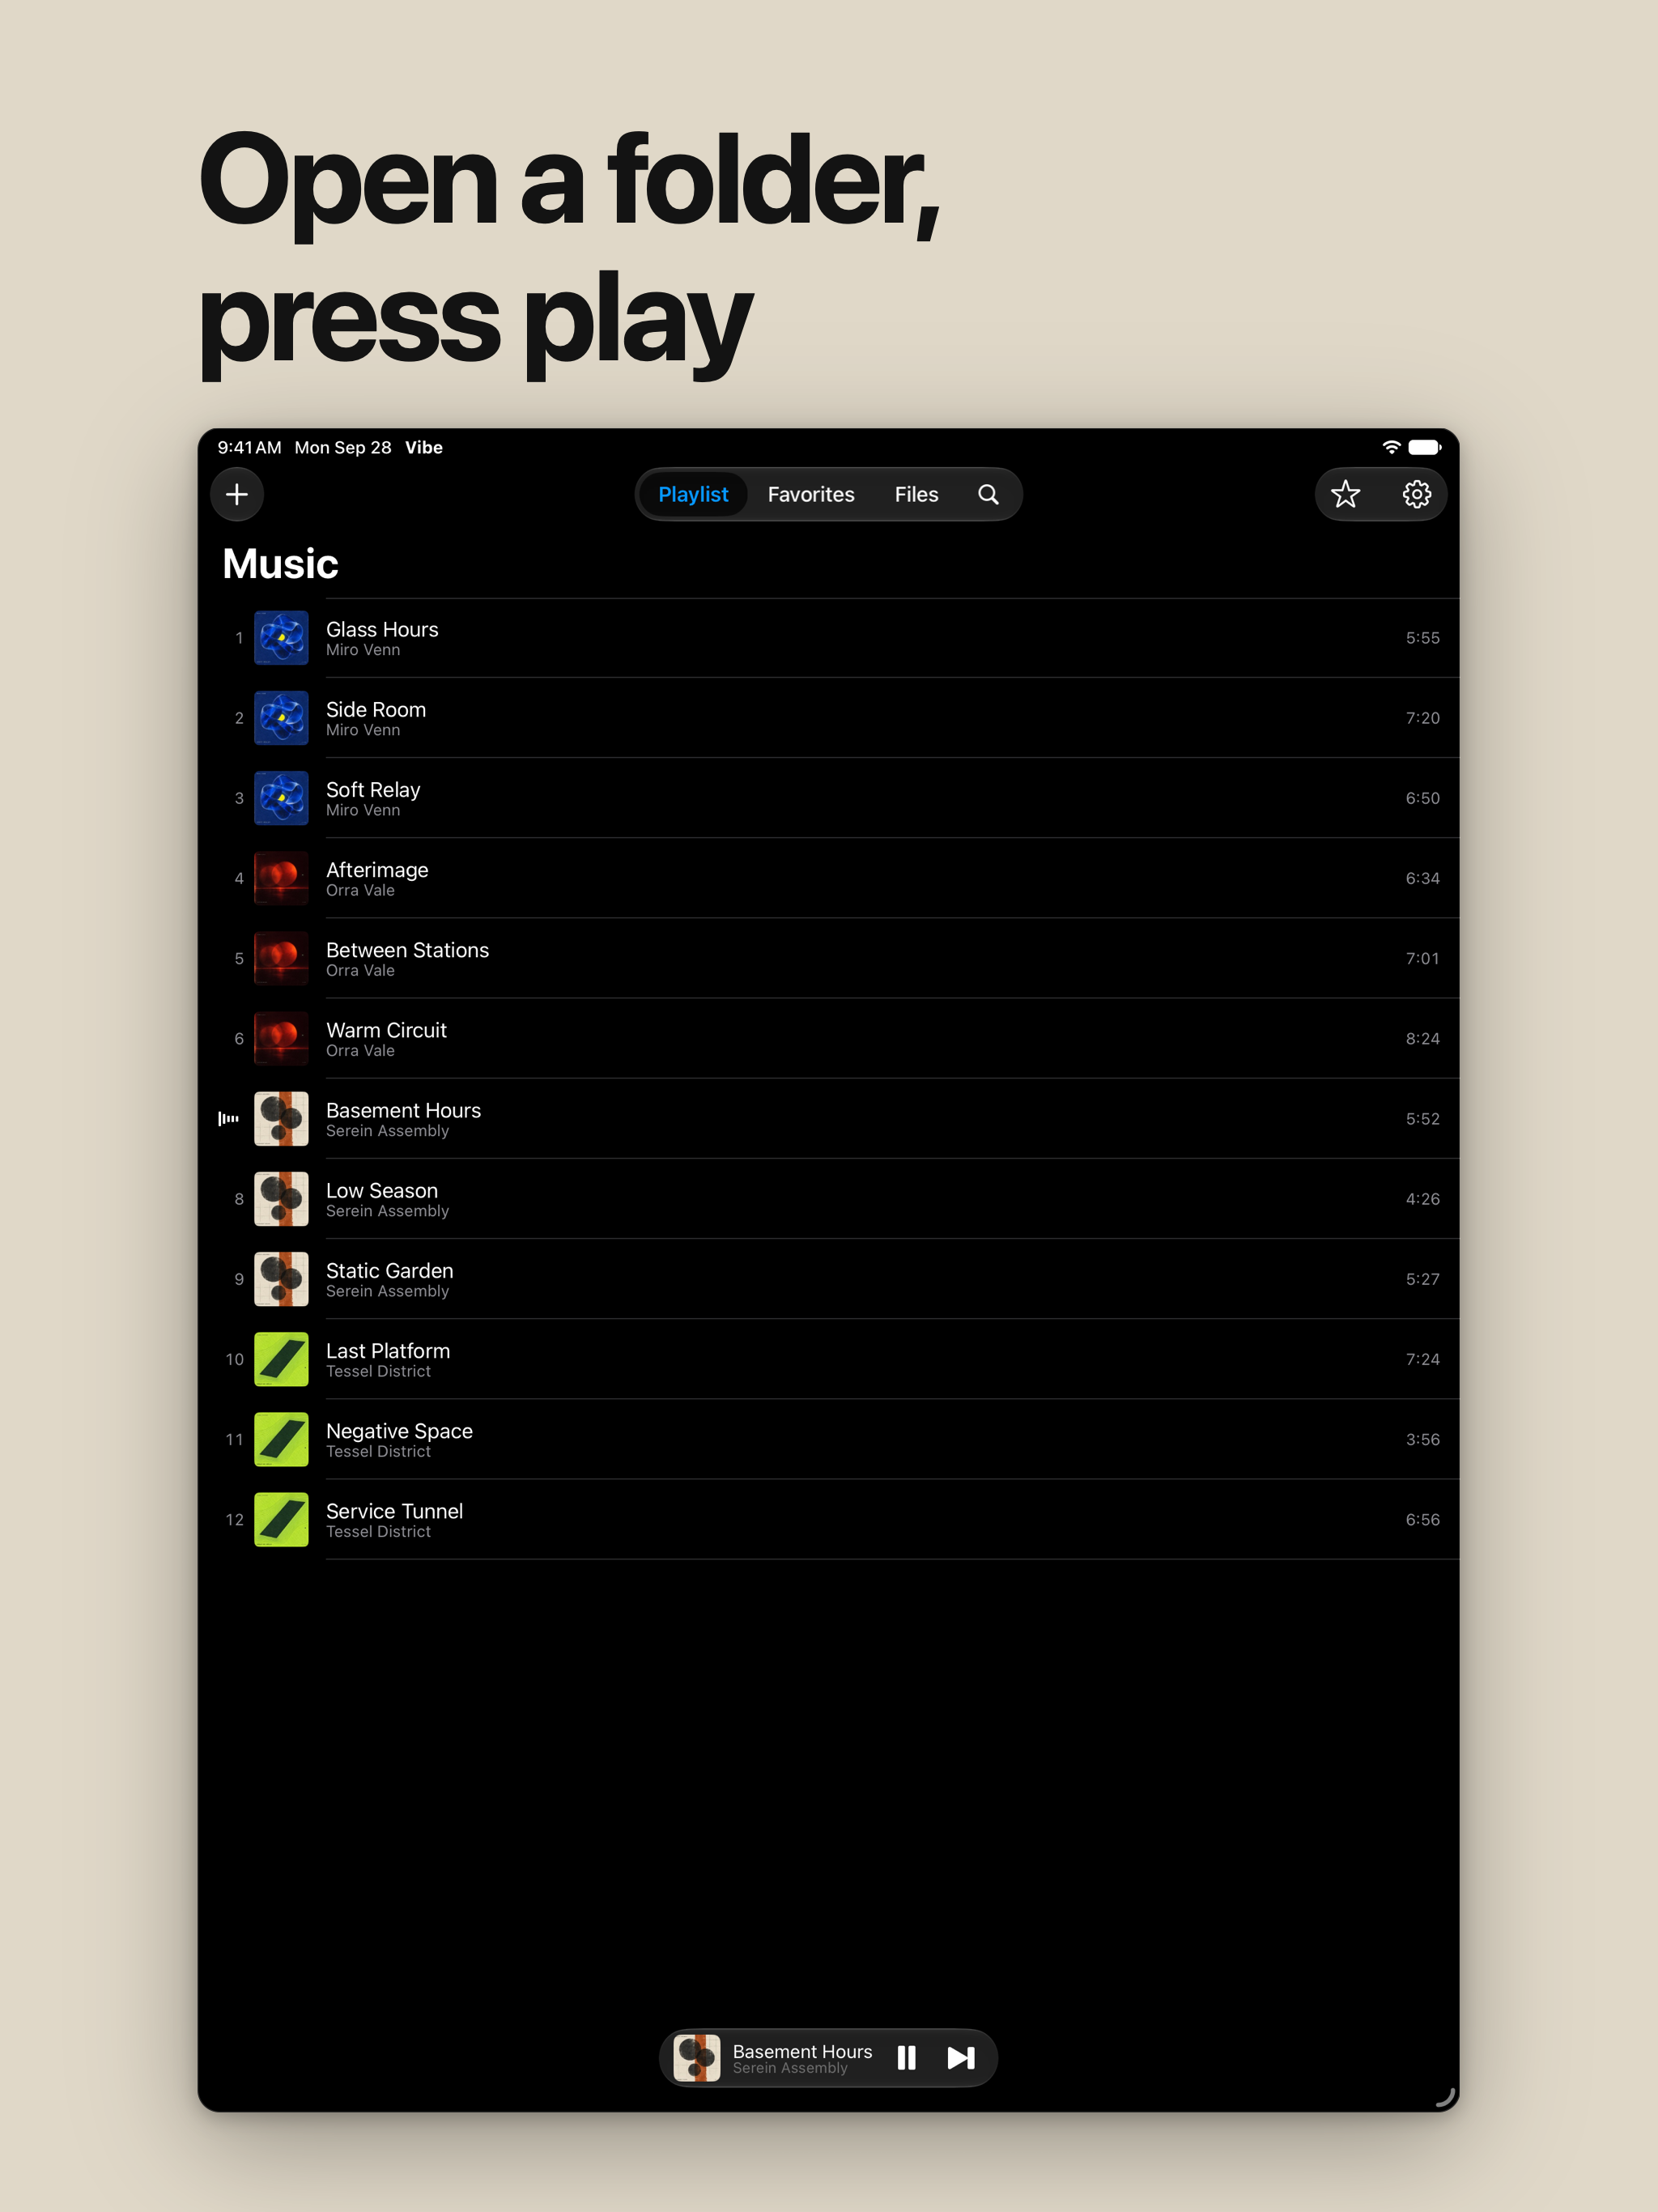 Open a folder,
press play
9:41 AM Mon Sep 28 Vibe
Playlist Favorites Files
Music
1 Glass Hours 5:55
Miro Venn
2 Side Room 7:20
Miro Venn
3 Soft Relay 6:50
Miro Venn
4 Afterimage 6:34
Orra Vale
5 Between Stations 7:01
Orra Vale
6 Warm Circuit 8:24
Orra Vale
Basement Hours 5:52
Serein Assembly
8 Low Season 4:26
Serein Assembly
9 Static Garden 5:27
Serein Assembly
10 Last Platform 7:24
Tessel District
11 Negative Space 3:56
Tessel District
12 Service Tunnel 6:56
Tessel District
Basement Hours
Serein Assembly